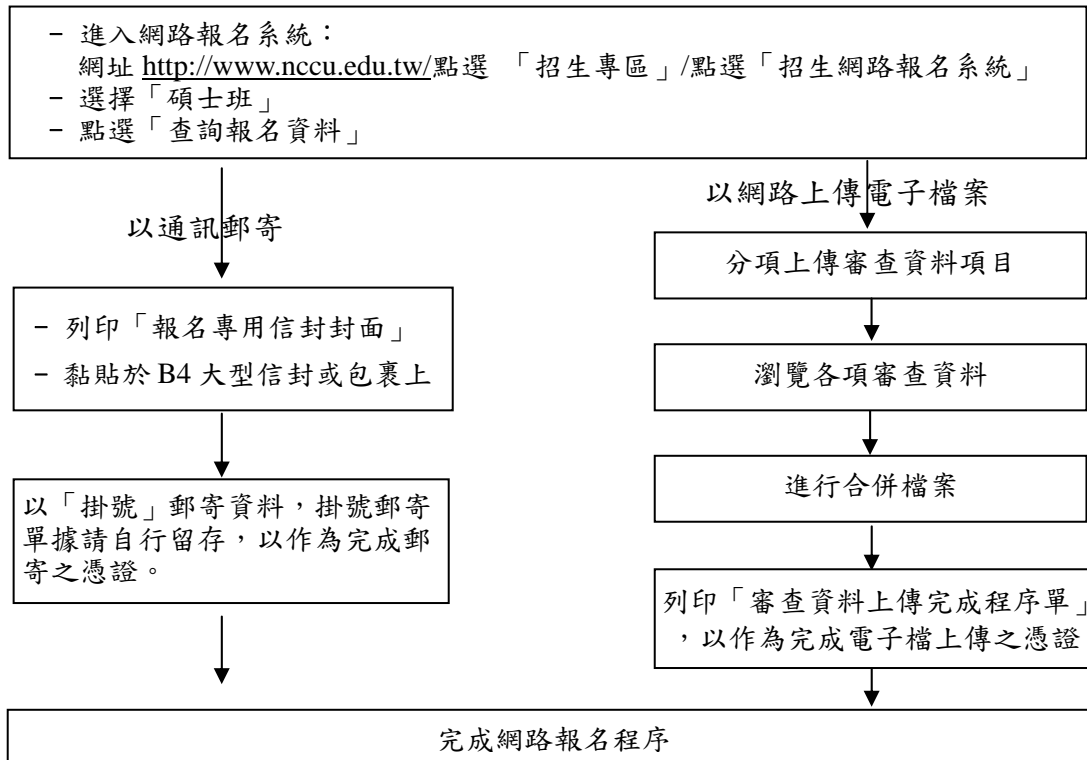 - 進入網路報名系統：
網址 http://www.nccu.edu.tw/點選 「招生專區」/點選「招生網路報名系統」
- 選擇「碩士班」
- 點選「查詢報名資料」
以通訊郵寄
- 列印「報名專用信封封面」
- 黏貼於 B4 大型信封或包裹上
以「掛號」郵寄資料，掛號郵寄
單據請自行留存，以作為完成郵
寄之憑證。
以網路上傳電子檔案
分項上傳審查資料項目
瀏覽各項審查資料
進行合併檔案
列印「審查資料上傳完成程序單」
，以作為完成電子檔上傳之憑證
完成網路報名程序